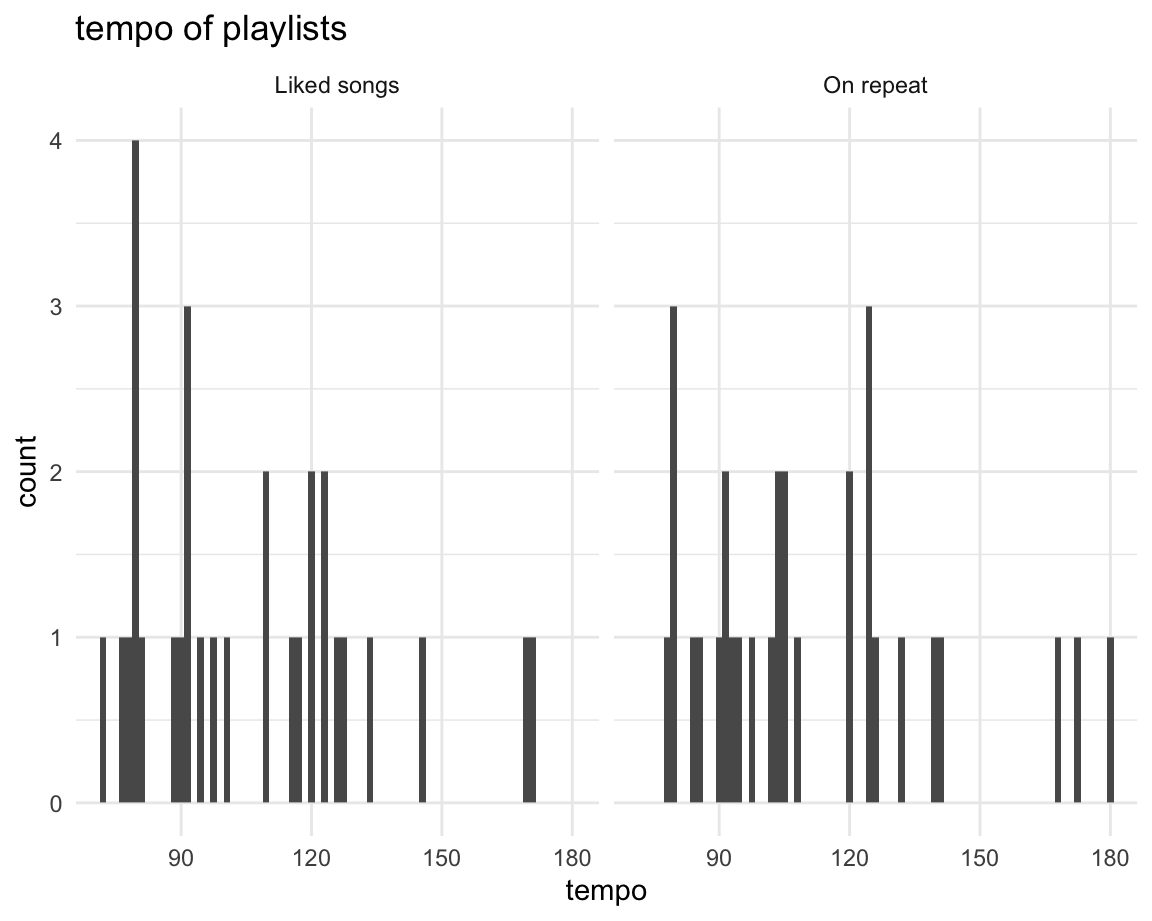 tempo of playlists
Liked songs
On repeat
4
3
2
1
0
count
90 120 150 180
90 120 150 180
tempo